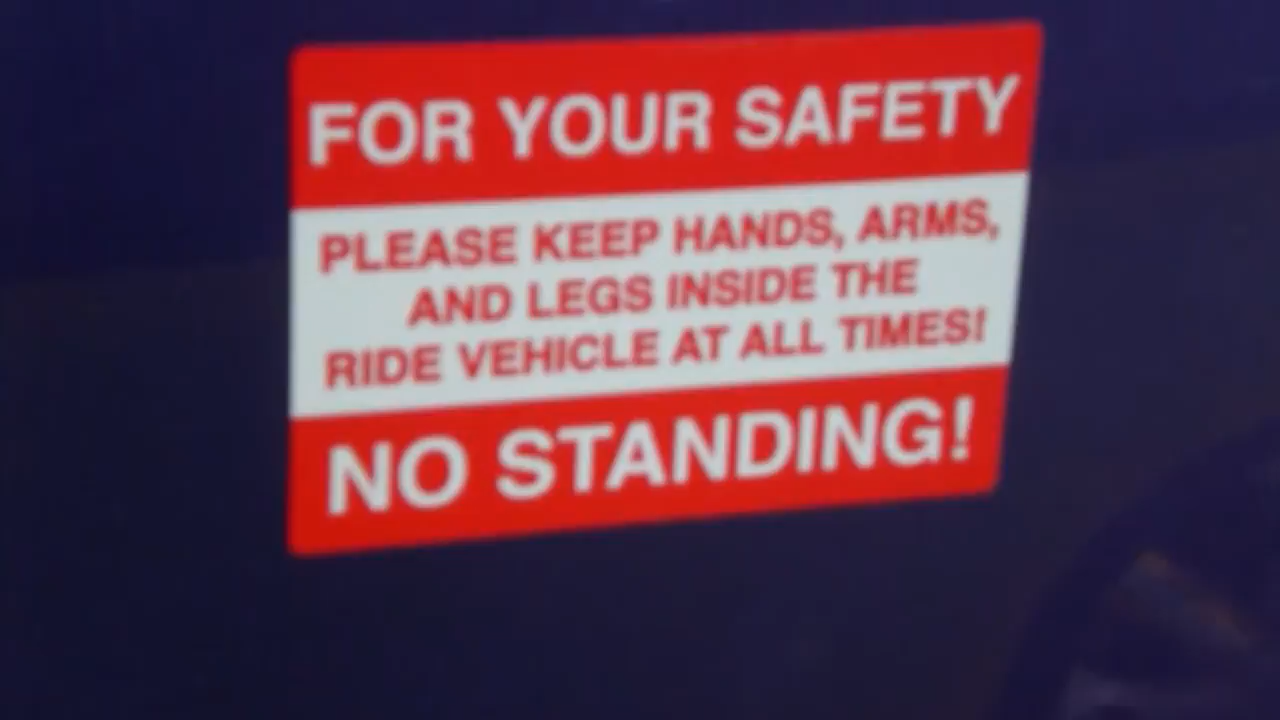 FOR YOUR SAFETY
PLEASE KEEP HANDS, ARMS,
AND LEGS INSIDE THE
RIDE VEHICLE AT ALL TIMES!
NO STANDING!